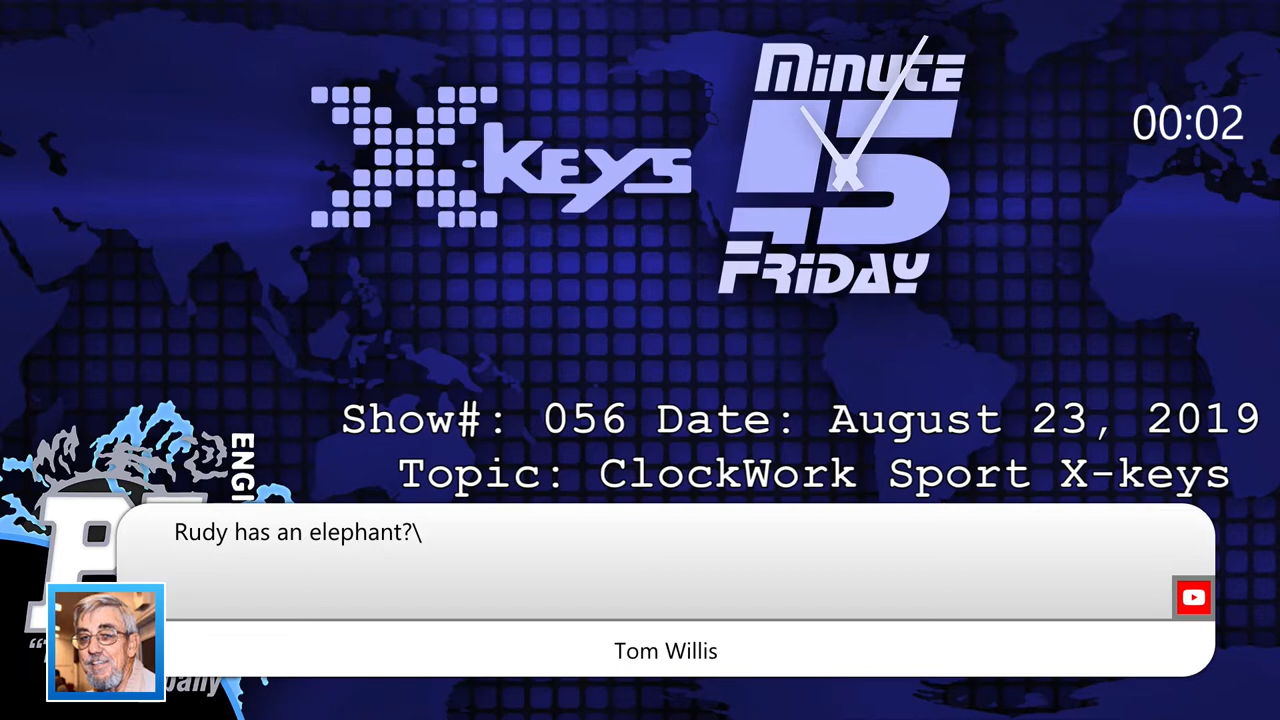 Minute
X-keys
15
00:02
Friday
Show#: 056 Date: August 23, 2019
Topic: ClockWork Sport X-keys
Rudy has an elephant?\
Tom Willis